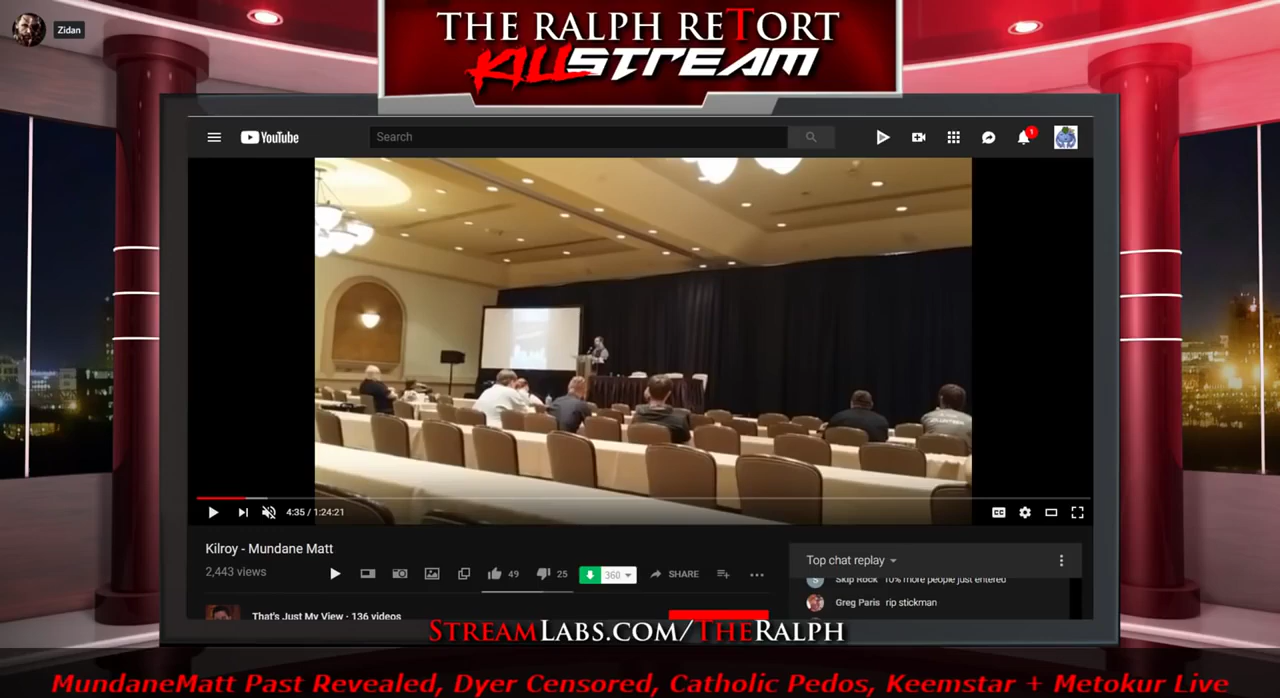 Zidan
THE RALPH RETORT
KILLSTREAM
YouTube
Search
1
4:35 / 1:24:21
CC
Kilroy - Mundane Matt
2,443 views
49
25
360
SHARE
Top chat replay
Skip Rock 10% more people just entered
Greg Paris rip stickman
That's Just My View · 136 videos
STREAMLABS.COM/THERALPH
MundaneMatt Past Revealed, Dyer Censored, Catholic Pedos, Keemstar + Metokur Live